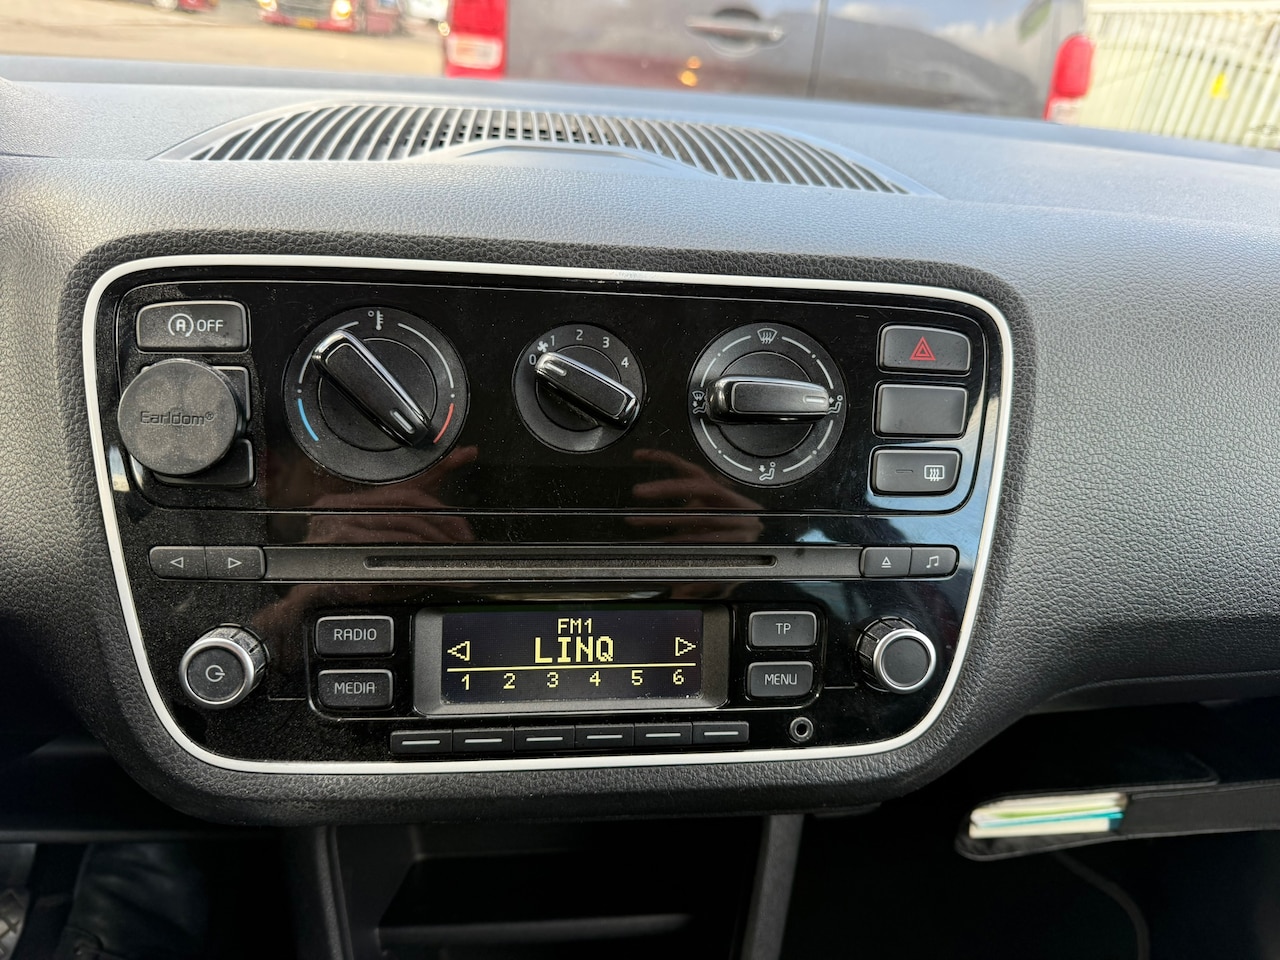 A OFF
Earldom®
0 1 2 3 4
RADIO
MEDIA
FM1
LINQ
1 2 3 4 5 6
TP
MENU